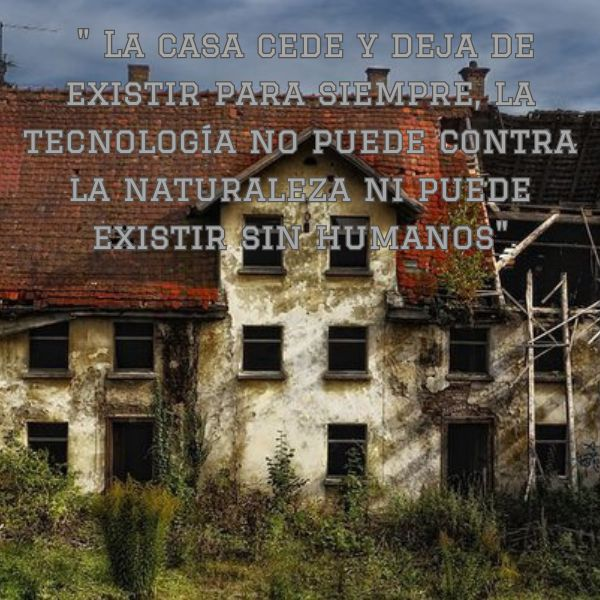 " La casa cede y deja de
existir para siempre, la
tecnología no puede contra
la naturaleza ni puede
existir sin humanos"